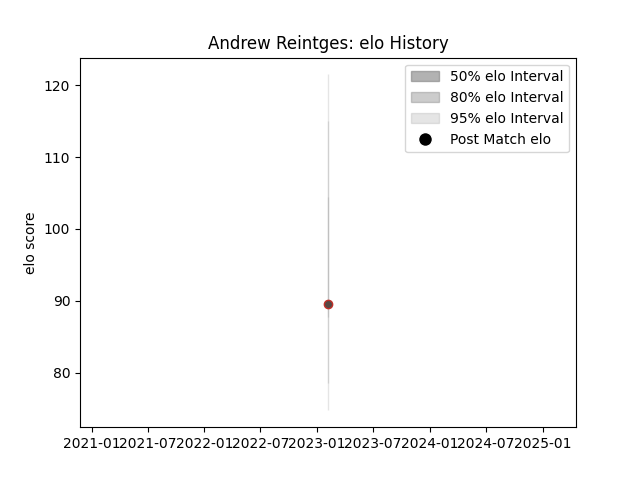 Andrew Reintges: elo History
50% elo Interval
80% elo Interval
95% elo Interval
Post Match elo
elo score
120
110
100
90
80
2021-01 2021-07 2022-01 2022-07 2023-01 2023-07 2024-01 2024-07 2025-01